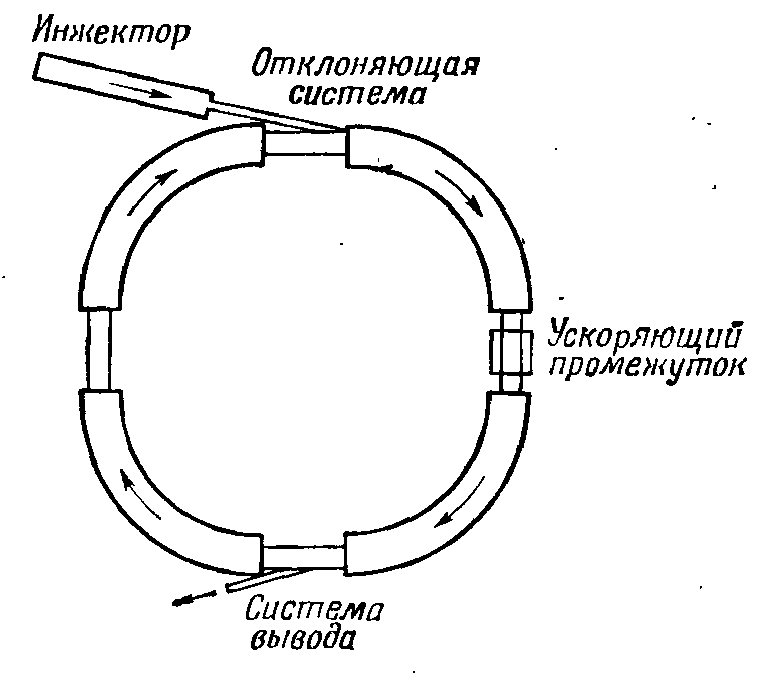 Инжектор
Отклоняющая
система
Ускоряющий
промежуток
Система
вывода